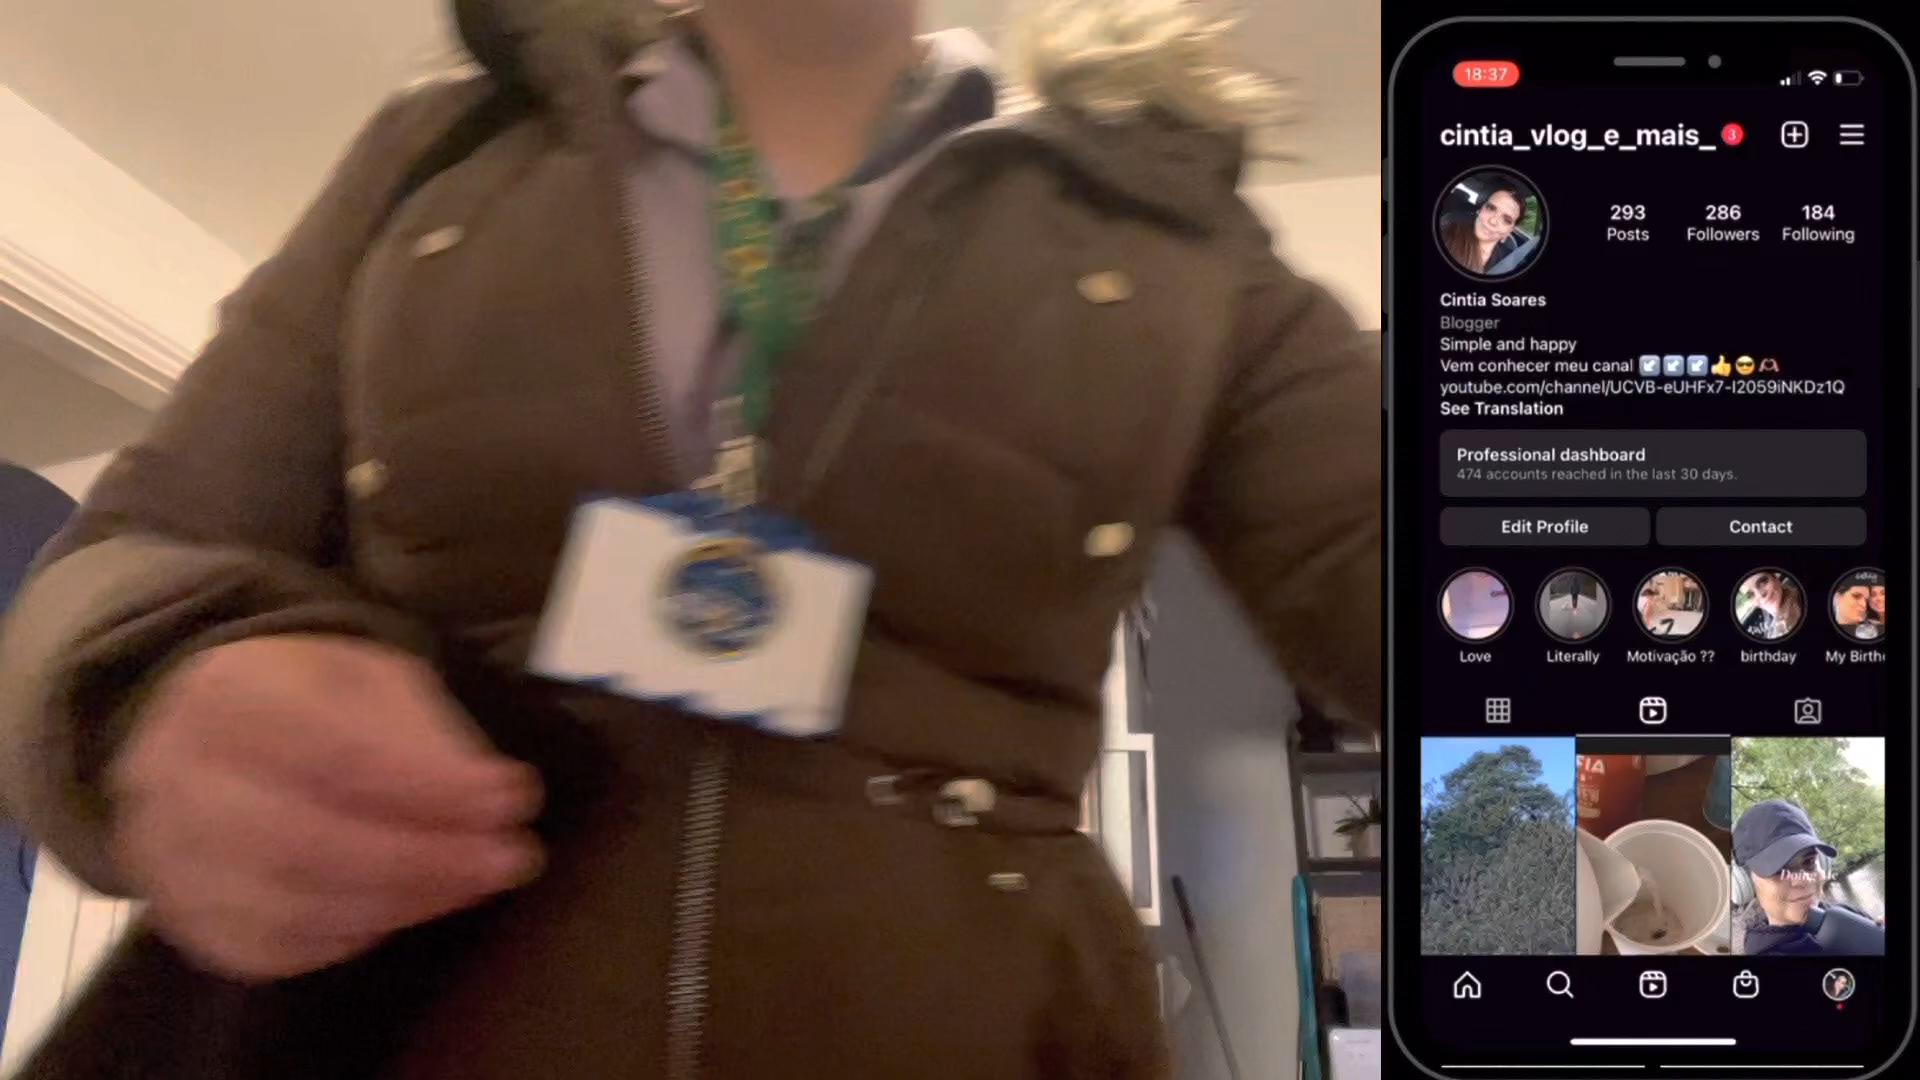 18:37
cintia_vlog_e_mais_ 3
293 286 184
Posts Followers Following
Cintia Soares
Blogger
Simple and happy
Vem conhecer meu canal ↙️↙️↙️👍😎🫶🏽
youtube.com/channel/UCVB-eUHFx7-I2059iNKDz1Q
See Translation
Professional dashboard
474 accounts reached in the last 30 days.
Edit Profile Contact
Love Literally Motivação ?? birthday My Birth
Doing Me